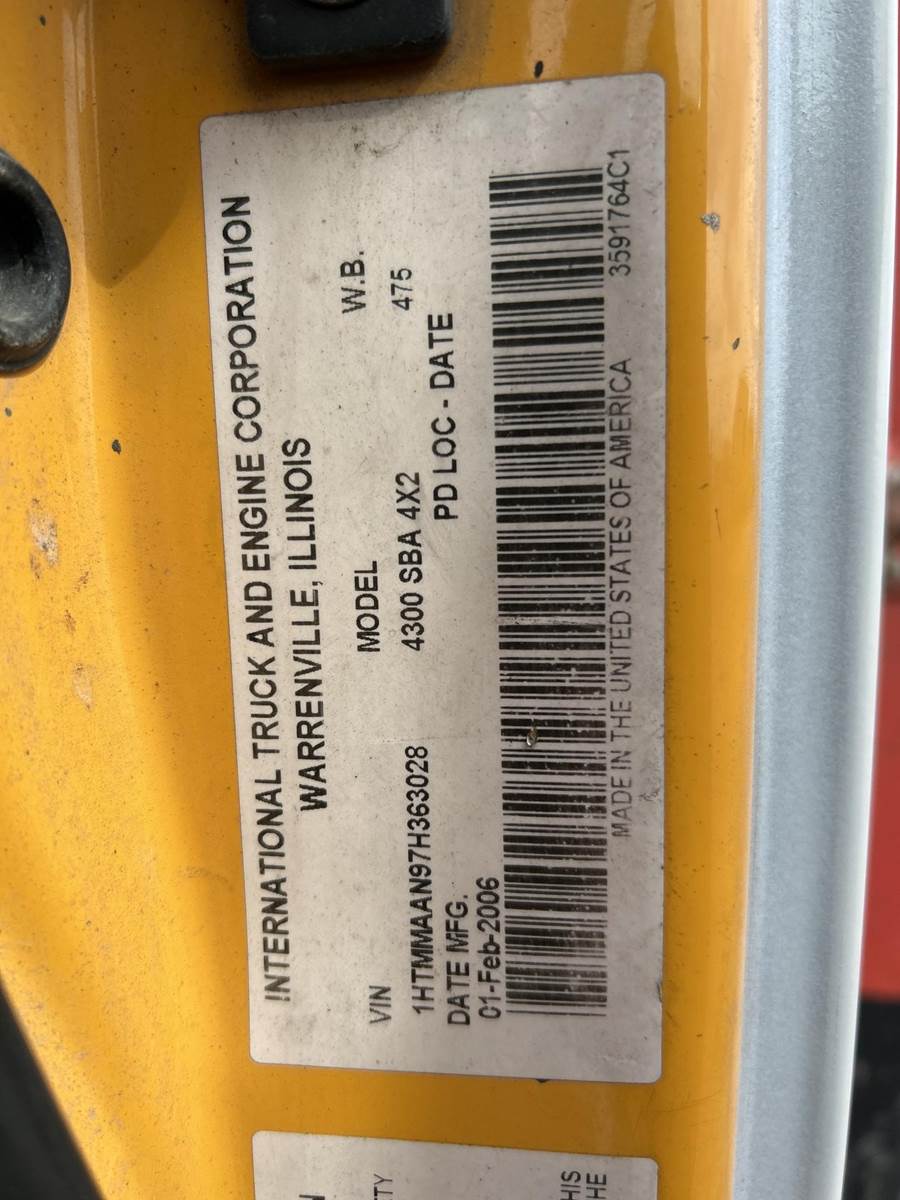 INTERNATIONAL TRUCK AND ENGINE CORPORATION
WARRENVILLE, ILLINOIS
VIN MODEL W.B.
1HTMMAAN97H363028 4300 SBA 4X2 475
DATE MFG. PD LOC - DATE
01-Feb-2006
MADE IN THE UNITED STATES OF AMERICA 3591764C1